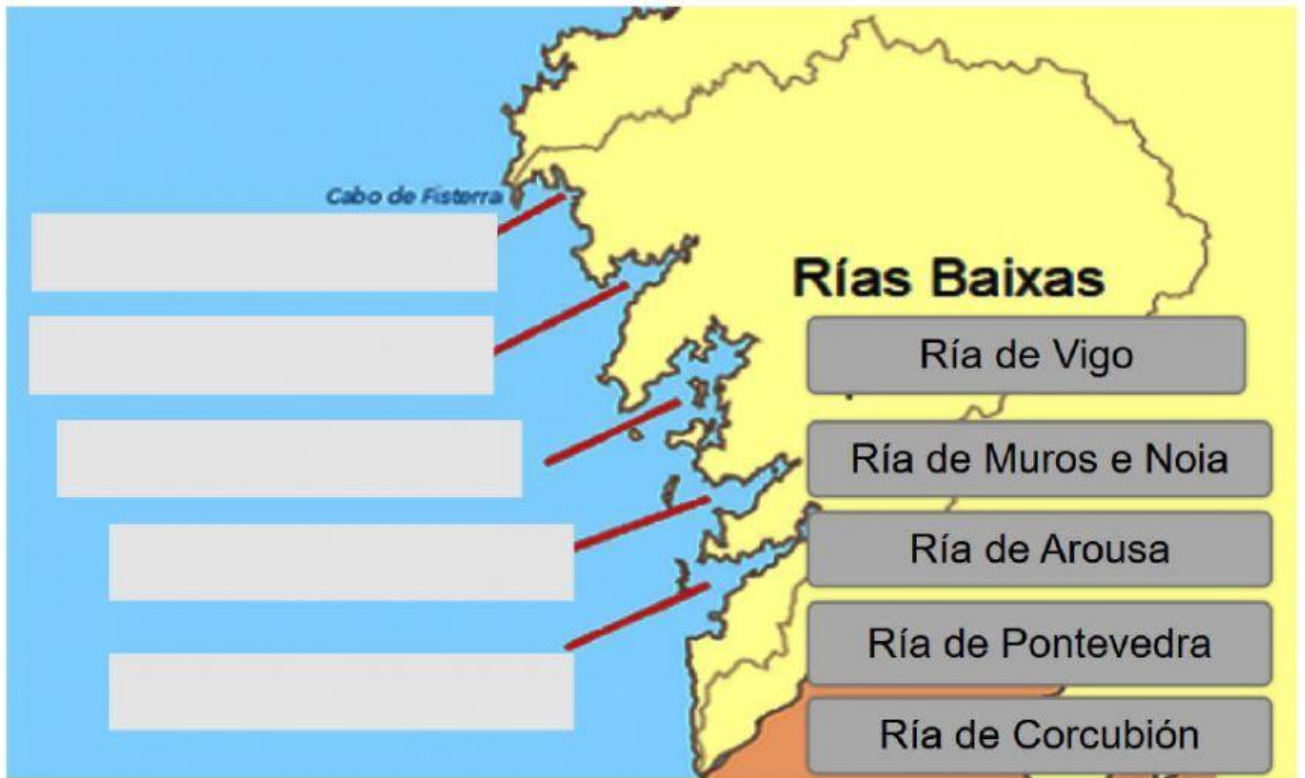 Cabo de Fisterra
Rías Baixas
Ría de Vigo
Ría de Muros e Noia
Ría de Arousa
Ría de Pontevedra
Ría de Corcubión